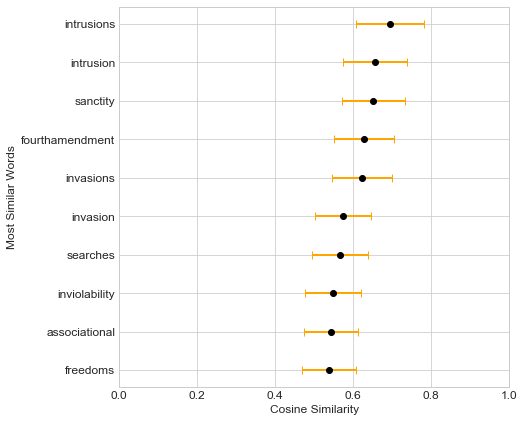 intrusions
intrusion
sanctity
fourthamendment
invasions
invasion
searches
inviolability
associational
freedoms
Most Similar Words
0.0 0.2 0.4 0.6 0.8 1.0
Cosine Similarity